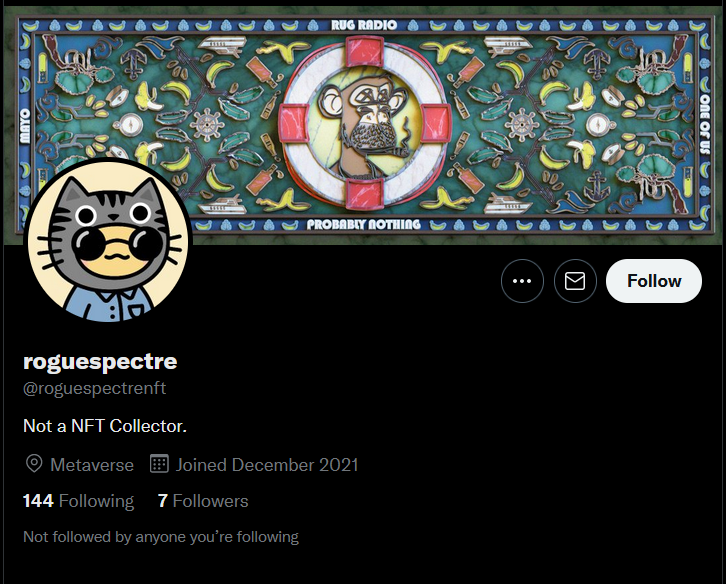 RUG RADIO
MAYO
ONE OF US
PROBABLY NOTHING
Follow
roguespectre
@roguespectrenft
Not a NFT Collector.
Metaverse Joined December 2021
144 Following 7 Followers
Not followed by anyone you’re following